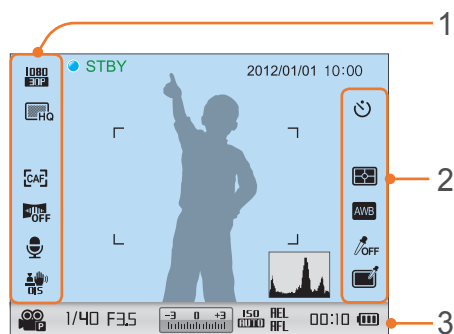 1
STBY
2012/01/01 10:00
1080
30P
HQ
CAF
OFF
OIS
2
AWB
OFF
P
1/40 F3.5
-3 0 +3
ISO
AUTO
AEL
AFL
00:10
3